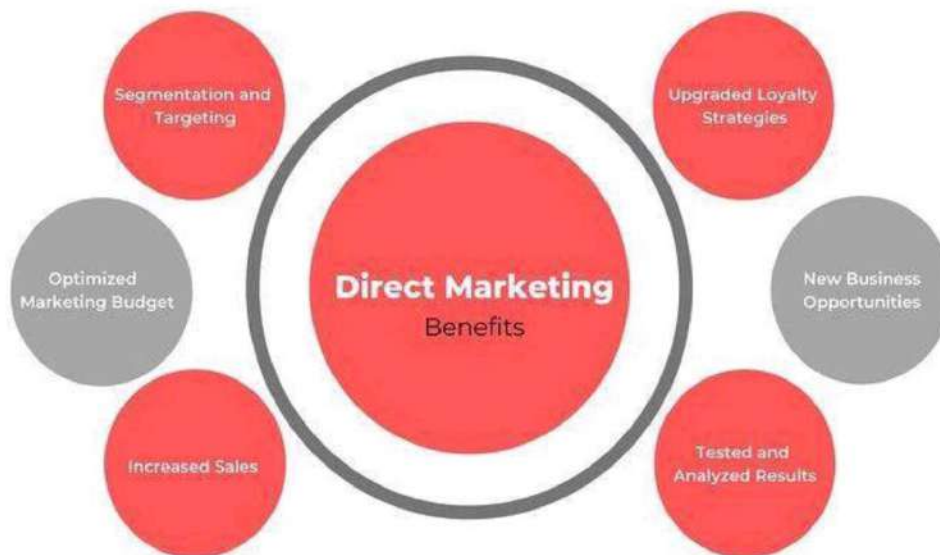 Segmentation and
Targeting
Upgraded Loyalty
Strategies
Optimized
Marketing Budget
Direct Marketing
Benefits
New Business
Opportunities
Increased Sales
Tested and
Analyzed Results